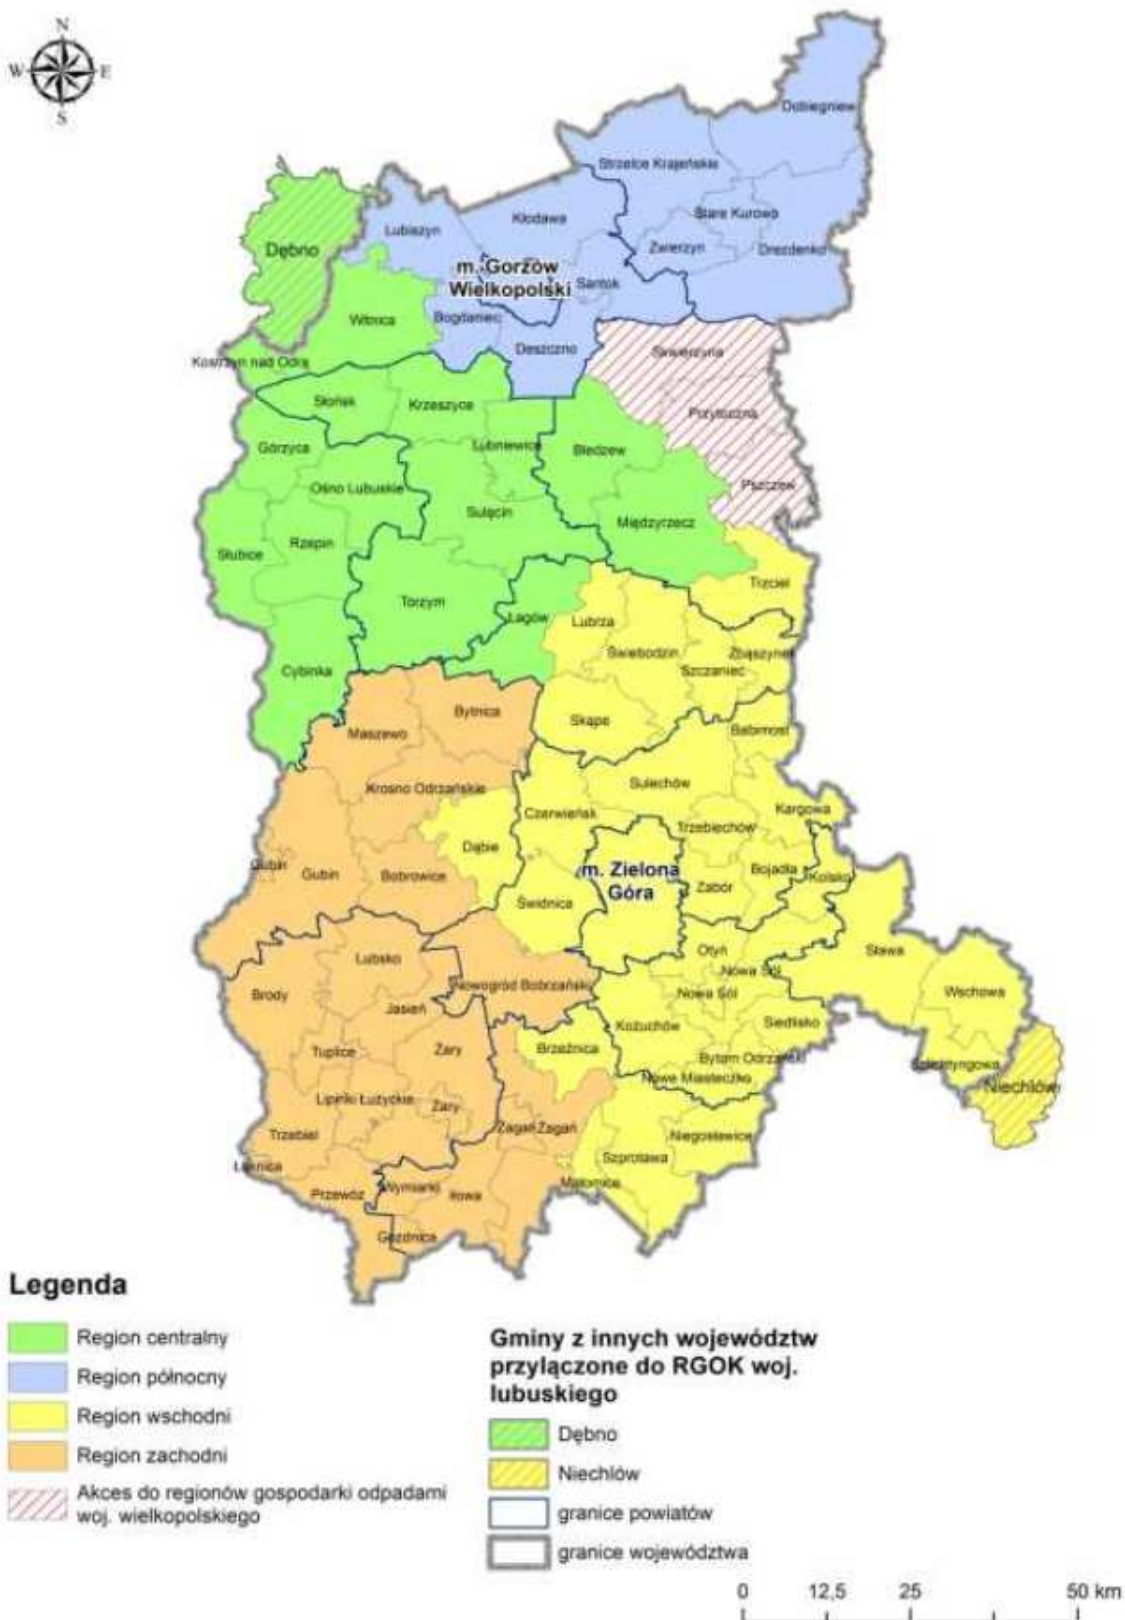 N
W E
S
Dobiegniew
Strzelce Krajeńskie
Stare Kurowo
Kłodawa
Lubiszyn
Zwierzyn
Drezdenko
Dębno
m. Gorzów
Wielkopolski
Santok
Witnica
Bogdaniec
Deszczno
Skwierzyna
Kostrzyn nad Odrą
Słońsk
Krzeszyce
Przytoczna
Górzyca
Lubniewice
Bledzew
Ośno Lubuskie
Pszczew
Sulęcin
Międzyrzecz
Słubice
Rzepin
Trzciel
Torzym
Łagów
Lubrza
Świebodzin
Zbąszynek
Szczaniec
Cybinka
Bytnica
Skąpe
Babimost
Maszewo
Krosno Odrzańskie
Sulechów
Czerwieńsk
Kargowa
Trzebiechów
Dąbie
Gubin
Gubin
Bobrowice
m. Zielona
Góra
Bojadła
Kolsko
Zabór
Świdnica
Otyń
Sława
Lubsko
Nowa Sól
Brody
Nowogród Bobrzański
Nowa Sól
Wschowa
Jasień
Kożuchów
Siedlisko
Tuplice
Żary
Brzeźnica
Bytom Odrzański
Szlichtyngowa
Nowe Miasteczko
Niechlów
Lipinki Łużyckie
Żary
Trzebiel
Żagań Żagań
Niegosławice
Szprotawa
Łęknica
Małomice
Przewóz
Wymiarki
Iłowa
Gozdnica
Legenda
Region centralny
Region północny
Region wschodni
Region zachodni
Akces do regionów gospodarki odpadami
woj. wielkopolskiego
Gminy z innych województw
przyłączone do RGOK woj.
lubuskiego
Dębno
Niechlów
granice powiatów
granice województwa
0 12,5 25 50 km